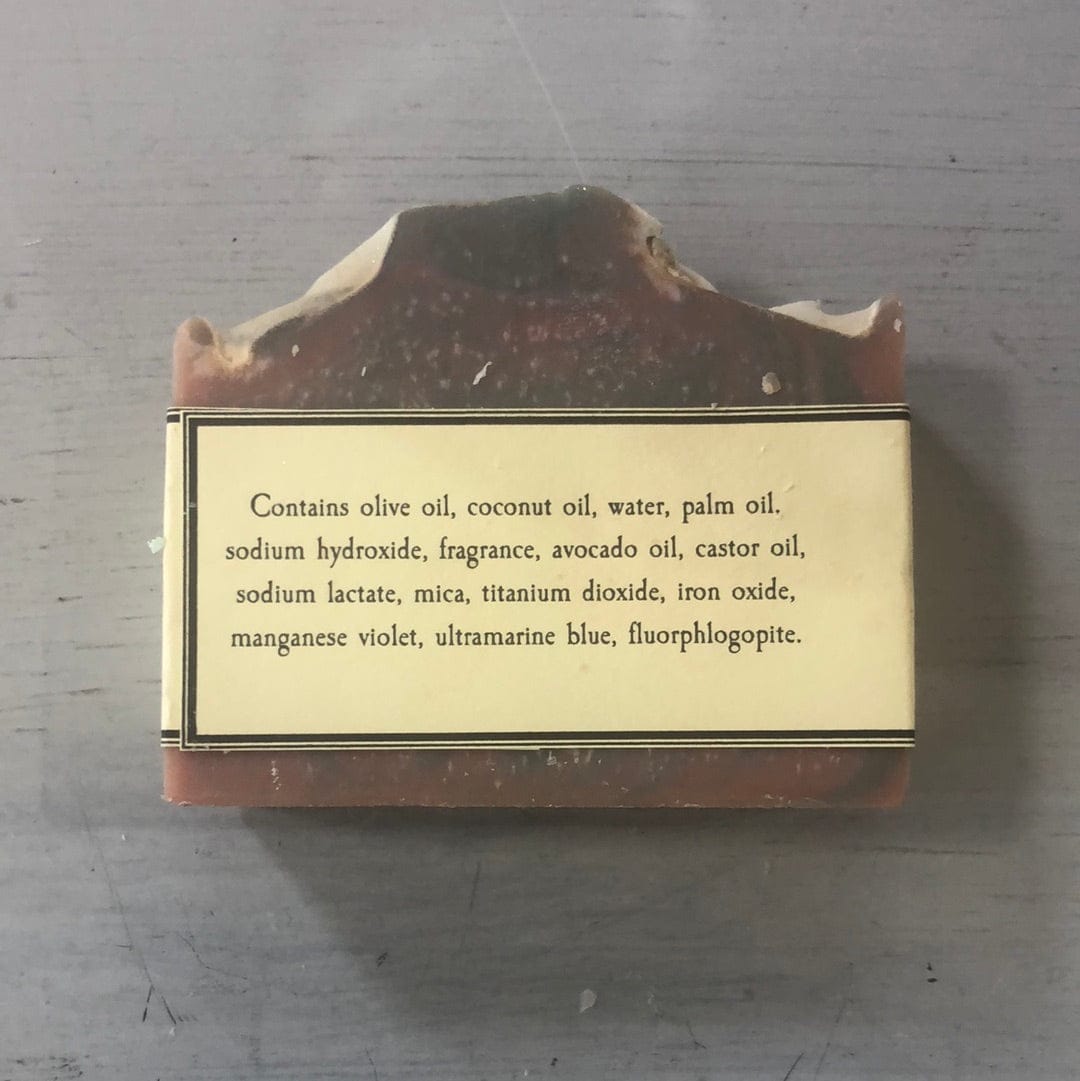 Contains olive oil, coconut oil, water, palm oil.
sodium hydroxide, fragrance, avocado oil, castor oil,
sodium lactate, mica, titanium dioxide, iron oxide,
manganese violet, ultramarine blue, fluorphlogopite.